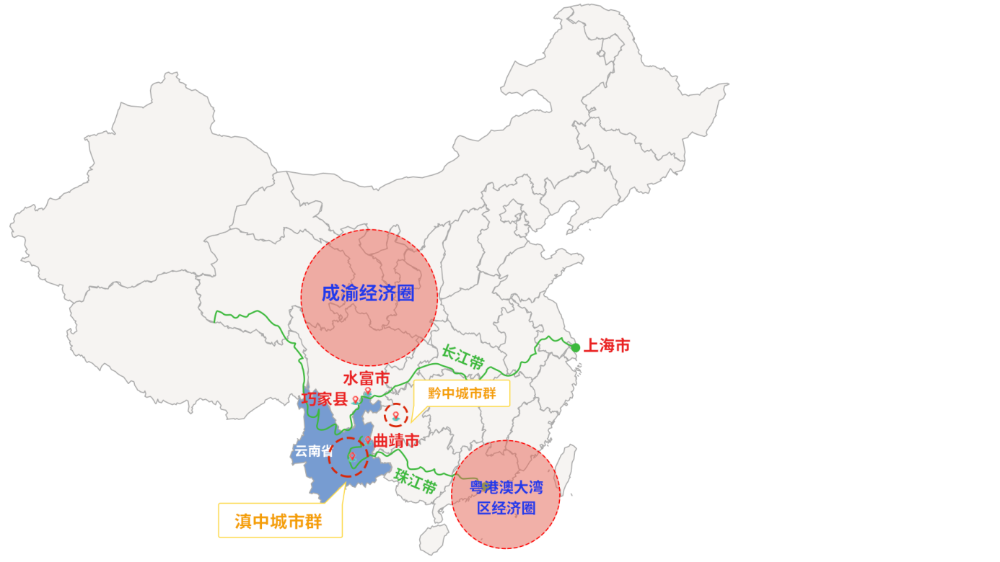 成渝经济圈
上海市
长江带
水富市
黔中城市群
巧家县
曲靖市
云南省
珠江带
粤港澳大湾
区经济圈
滇中城市群